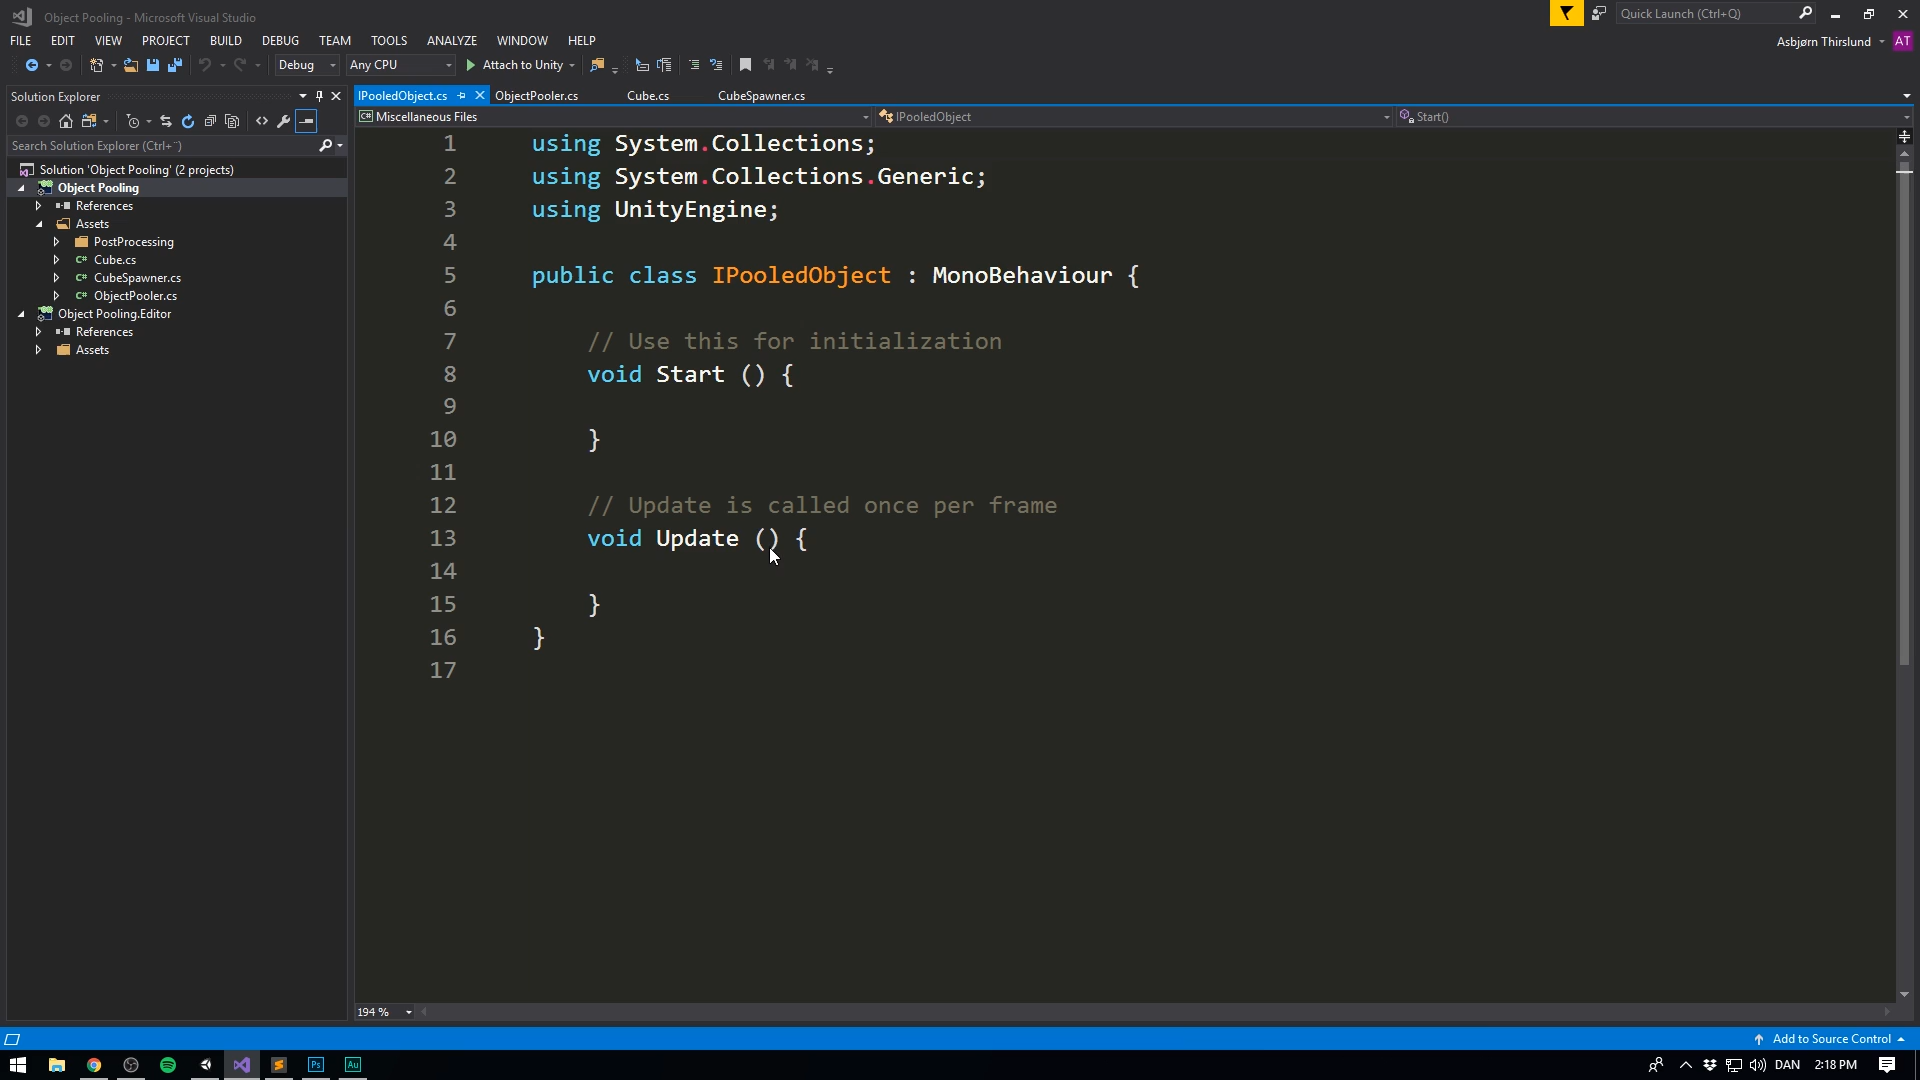 Object Pooling - Microsoft Visual Studio
Quick Launch (Ctrl+Q)
FILE EDIT VIEW PROJECT BUILD DEBUG TEAM TOOLS ANALYZE WINDOW HELP
Asbjørn Thirslund AT
Debug Any CPU Attach to Unity
Solution Explorer
IPooledObject.cs ObjectPooler.cs Cube.cs CubeSpawner.cs
Miscellaneous Files IPooledObject Start()
Search Solution Explorer (Ctrl+¨)
Solution 'Object Pooling' (2 projects)
Object Pooling
References
Assets
PostProcessing
C# Cube.cs
C# CubeSpawner.cs
C# ObjectPooler.cs
Object Pooling.Editor
References
Assets
1 using System.Collections;
2 using System.Collections.Generic;
3 using UnityEngine;
4
5 public class IPooledObject : MonoBehaviour {
6
7 // Use this for initialization
8 void Start () {
9
10 }
11
12 // Update is called once per frame
13 void Update () {
14
15 }
16 }
17
194 %
Add to Source Control
Ps Au DAN 2:18 PM